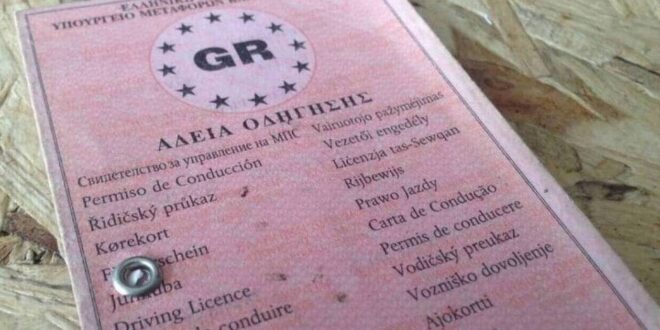 ΥΠΟΥΡΓΕΙΟ ΜΕΤΑΦΟΡΩΝ
GR
ΑΔΕΙΑ ΟΔΗΓΗΣΗΣ
Свидетелство за управление на МПС
Permiso de Conducción
Řidičský průkaz
Kørekort
Driving Licence
de conduire
Vairuotojo pažymėjimas
Vezetői engedély
Liċenzja tas-Sewqan
Rijbewijs
Prawo Jazdy
Carta de Condução
Permis de conducere
Vodičský preukaz
Vozniško dovoljenje
Ajokortti